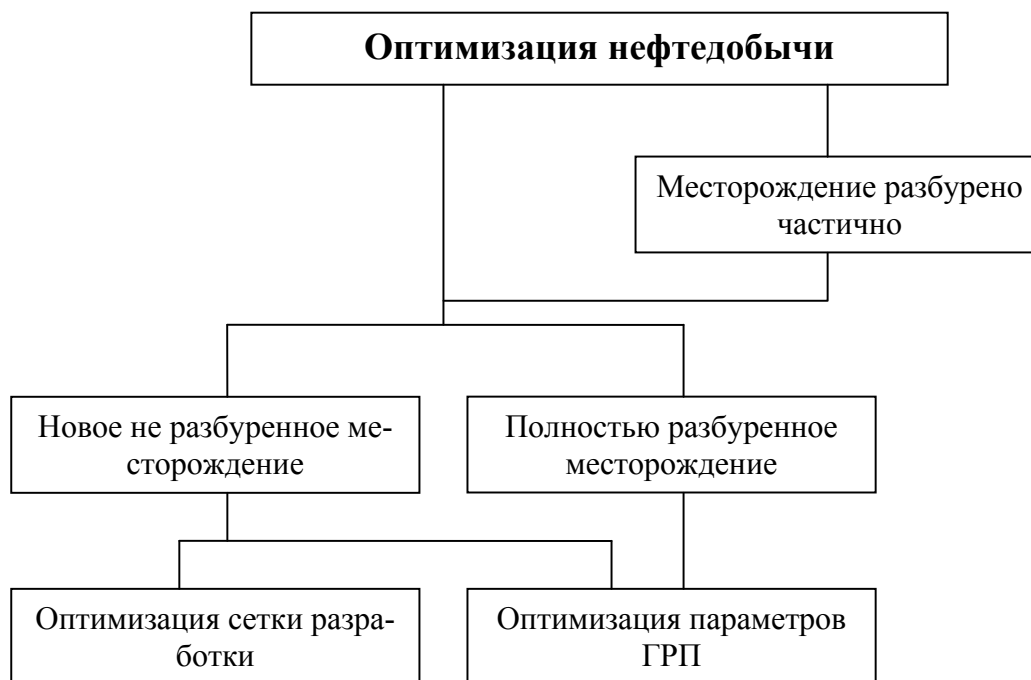 Оптимизация нефтедобычи
Месторождение разбурено
частично
Новое не разбуренное ме-
сторождение
Полностью разбуренное
месторождение
Оптимизация сетки разра-
ботки
Оптимизация параметров
ГРП